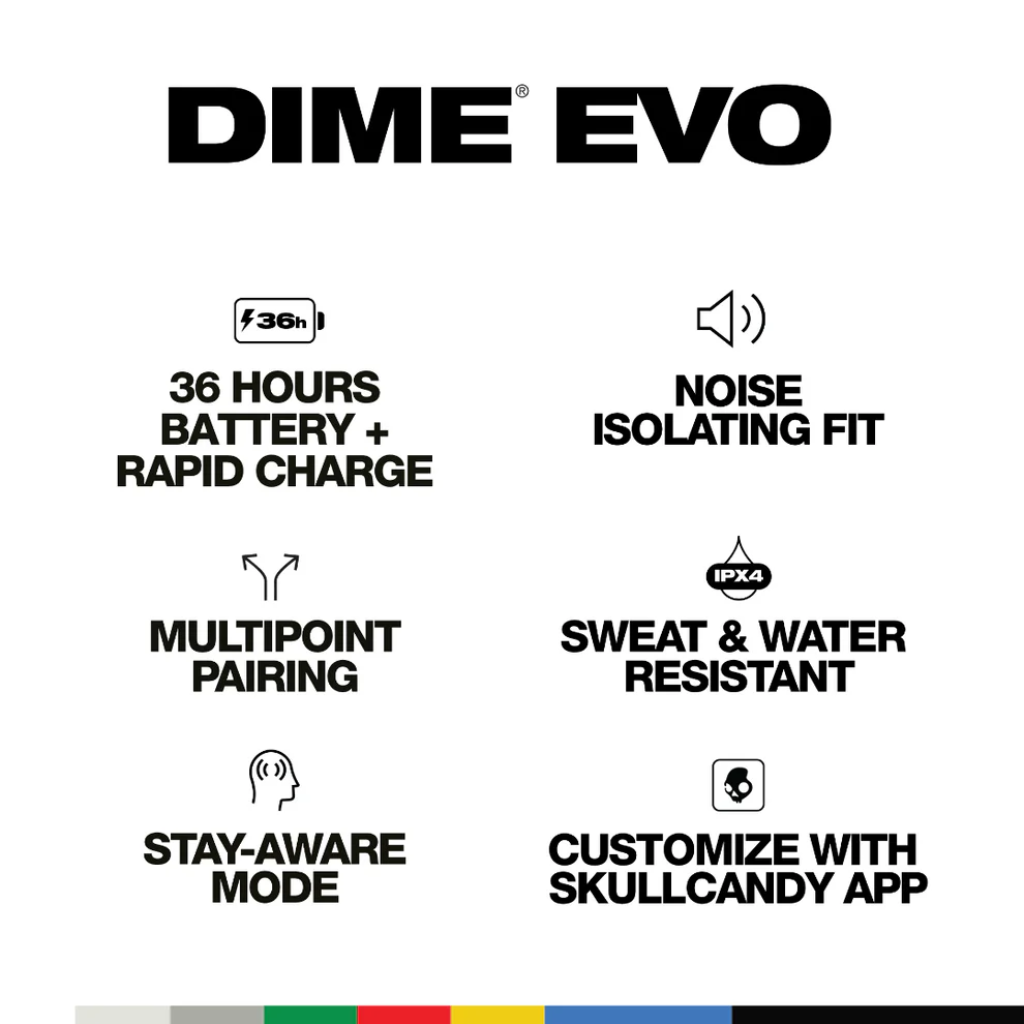 DIME® EVO
36h
36 HOURS
BATTERY +
RAPID CHARGE
NOISE
ISOLATING FIT
MULTIPOINT
PAIRING
IPX4
SWEAT & WATER
RESISTANT
STAY-AWARE
MODE
CUSTOMIZE WITH
SKULLCANDY APP